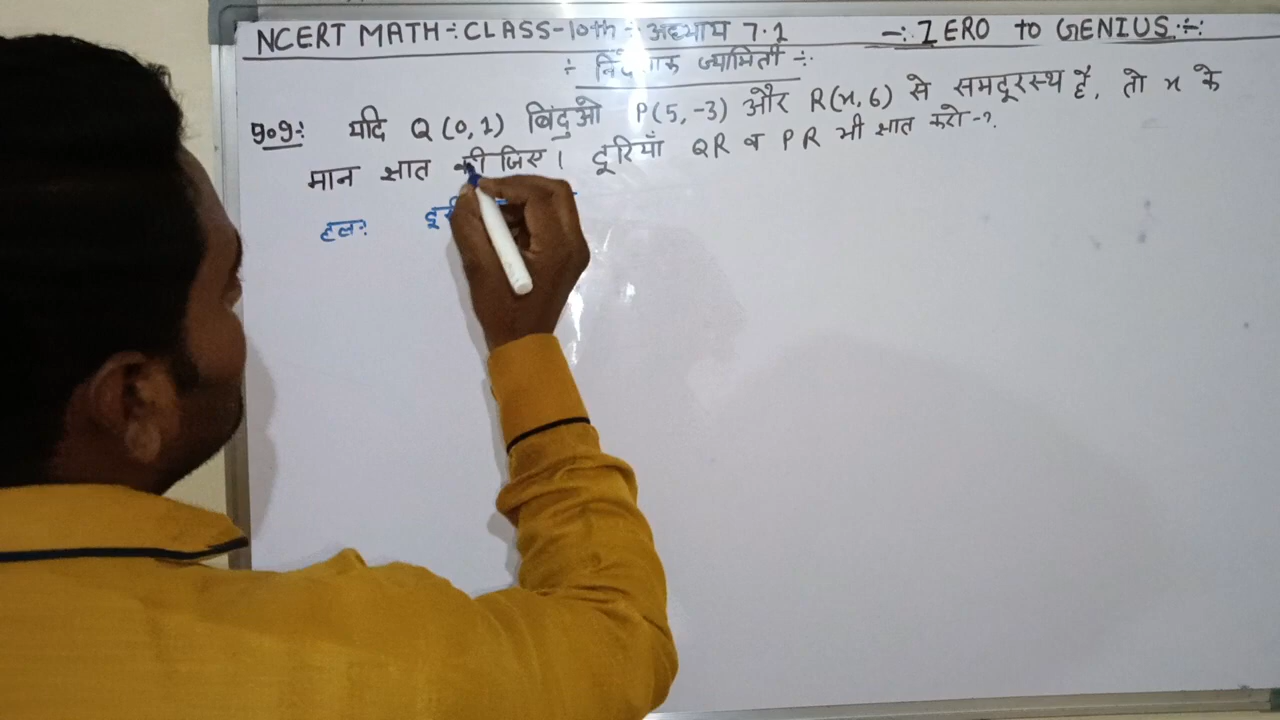 NCERT MATH÷ CLASS-10th ÷ अध्याय 7.1 -:. ZERO TO GENIUS.÷:
÷ ज्यामिती ÷:
प्र०9: यदि Q (0,1) बिंदुओ P(5,-3) और R(x,6) से समदूरस्थ है, तो x के
मान ज्ञात कीजिए। दूरियाँ QR व PR भी ज्ञात करो-?
हल: